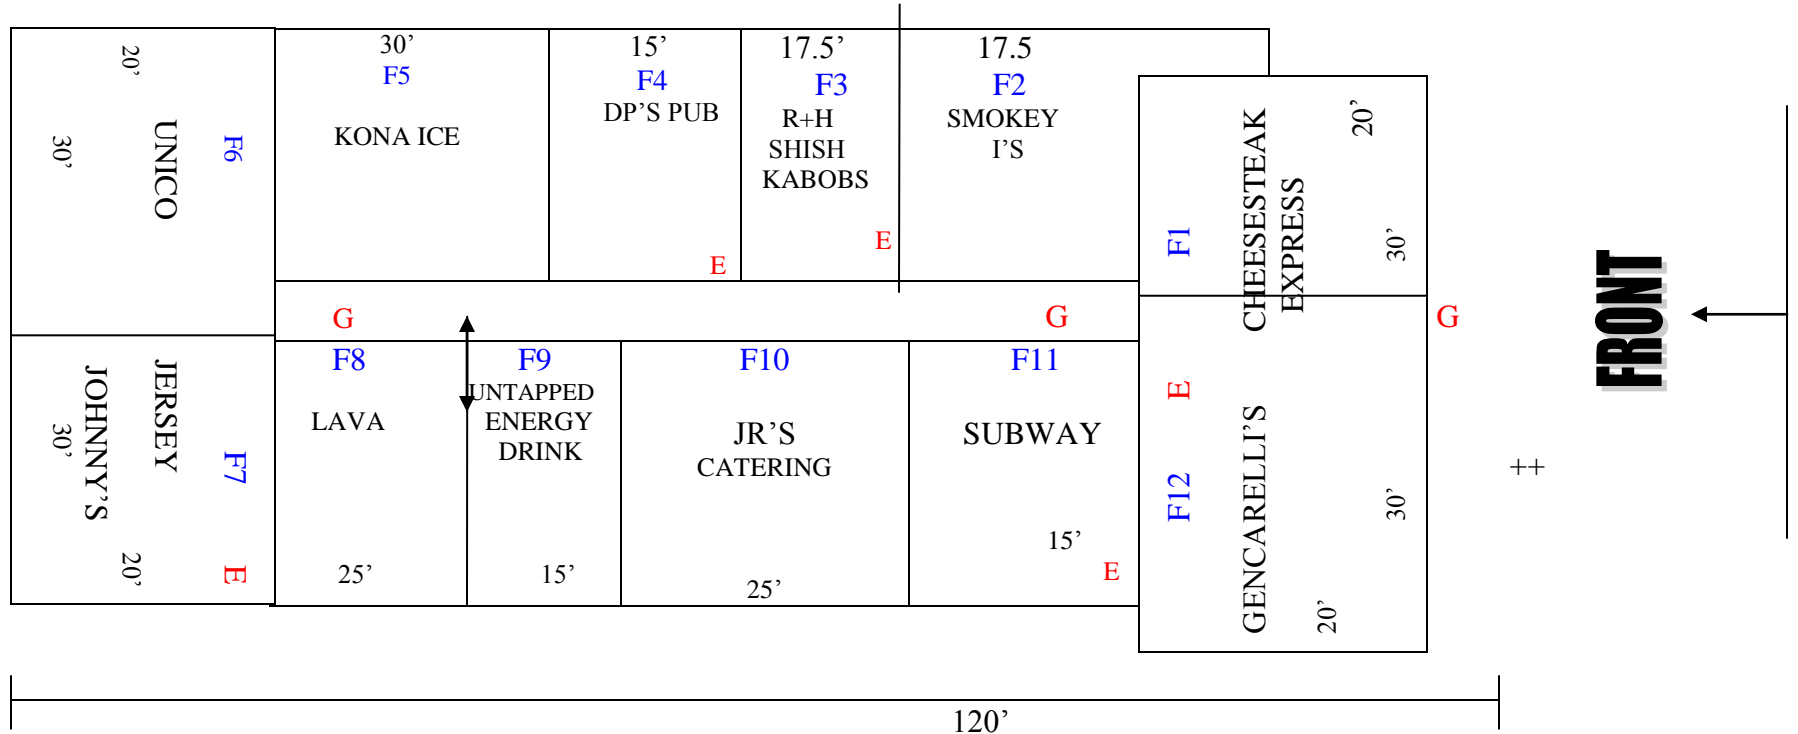 20’
30’
UNICO
F6
30’
F5
KONA ICE
15’
F4
DP’S PUB
E
17.5’
F3
R+H
SHISH
KABOBS
E
17.5
F2
SMOKEY
I’S
20’
30’
F1
CHEESESTEAK
EXPRESS
G
G
G
FRONT
JERSEY
JOHNNY’S
30’
F7
20’
E
F8
LAVA
25’
F9
UNTAPPED
ENERGY
DRINK
15’
F10
JR’S
CATERING
25’
F11
SUBWAY
15’
E
E
F12
GENCARELLI’S
30’
20’
++
120’